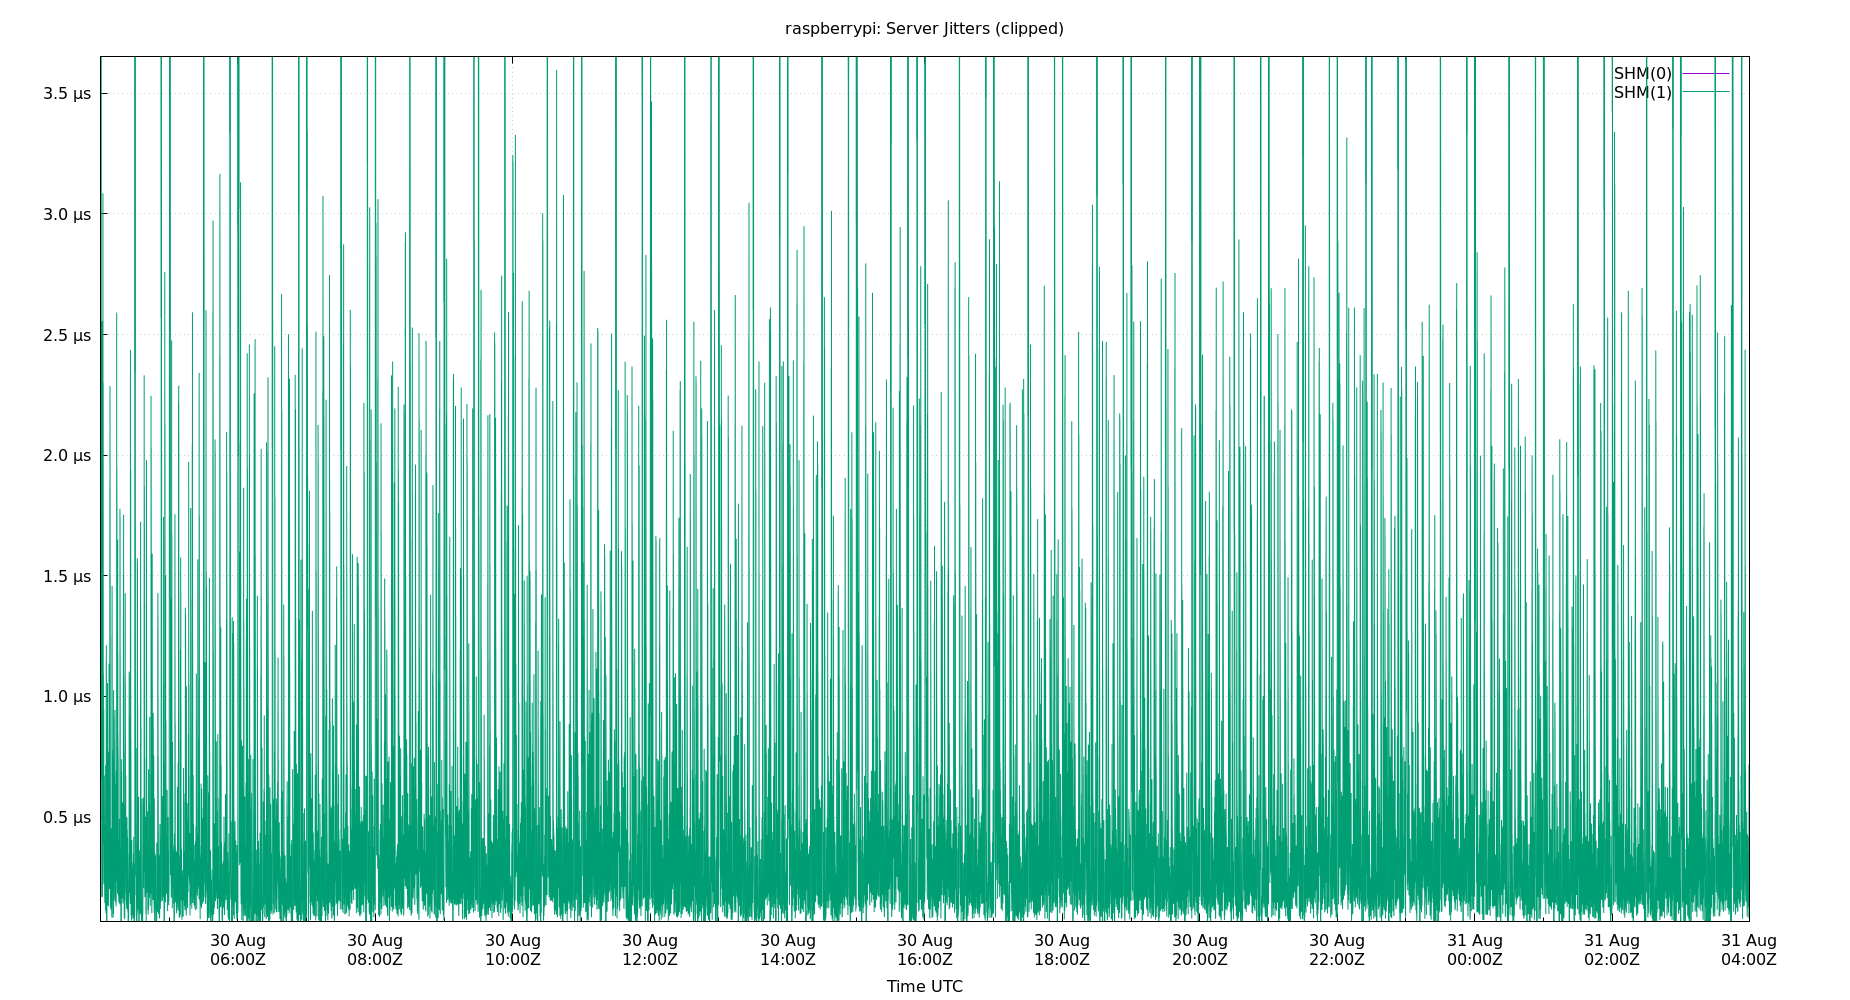 raspberrypi: Server Jitters (clipped)
SHM(0)
SHM(1)
3.5 µs
3.0 µs
2.5 µs
2.0 µs
1.5 µs
1.0 µs
0.5 µs
30 Aug 30 Aug 30 Aug 30 Aug 30 Aug 30 Aug 30 Aug 30 Aug 30 Aug 31 Aug 31 Aug 31 Aug
06:00Z 08:00Z 10:00Z 12:00Z 14:00Z 16:00Z 18:00Z 20:00Z 22:00Z 00:00Z 02:00Z 04:00Z
Time UTC